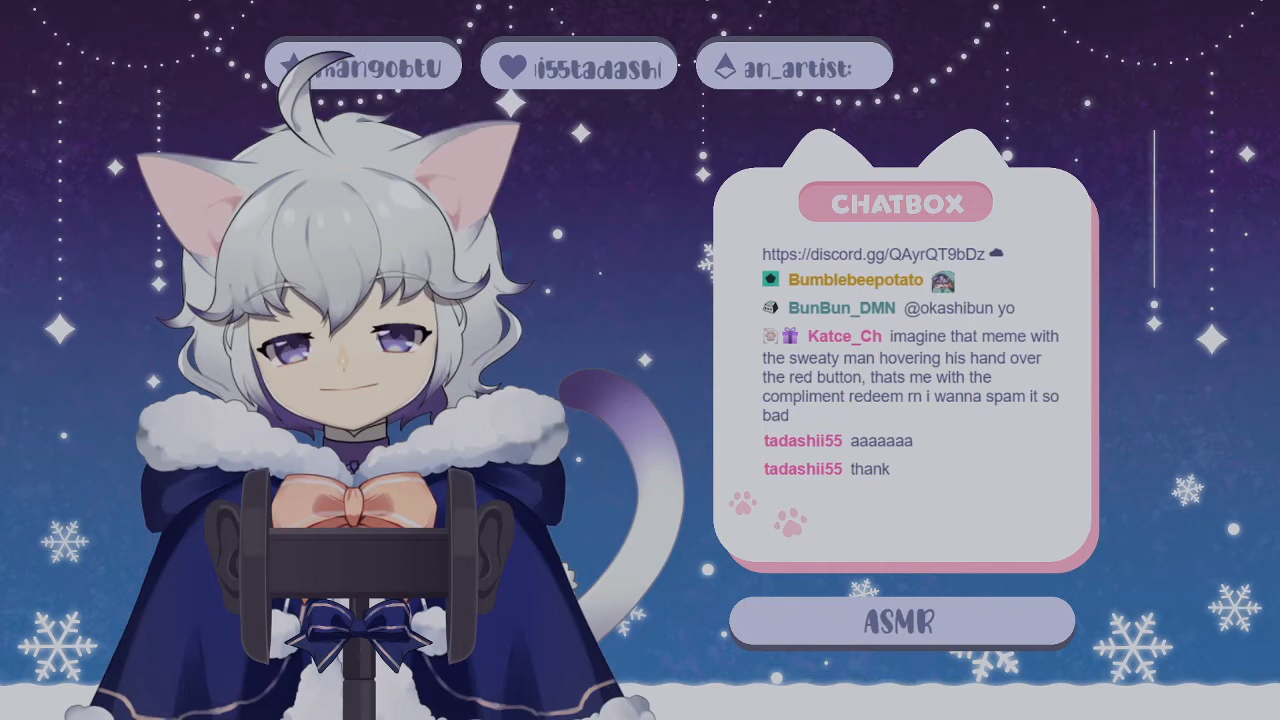 mangobtv
i55tadashi
an_artist:
CHATBOX
https://discord.gg/QAyrQT9bDz
Bumblebeepotato
BunBun_DMN @okashibun yo
Katce_Ch imagine that meme with
the sweaty man hovering his hand over
the red button, thats me with the
compliment redeem rn i wanna spam it so
bad
tadashii55 aaaaaaa
tadashii55 thank
ASMR